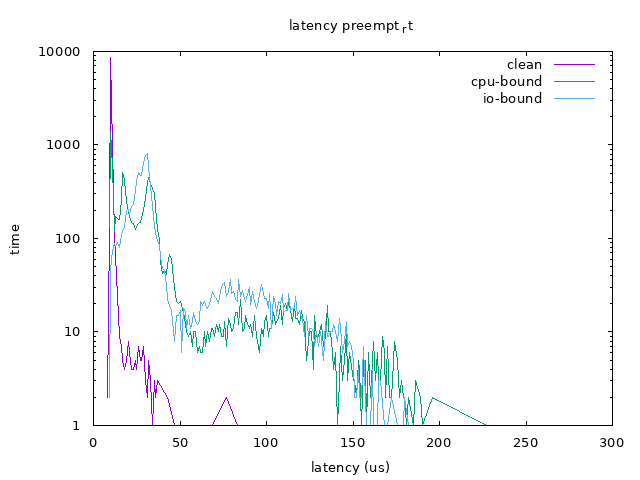 latency preempt_rt
10000
1000
100
10
1
time
clean
cpu-bound
io-bound
0 50 100 150 200 250 300
latency (us)